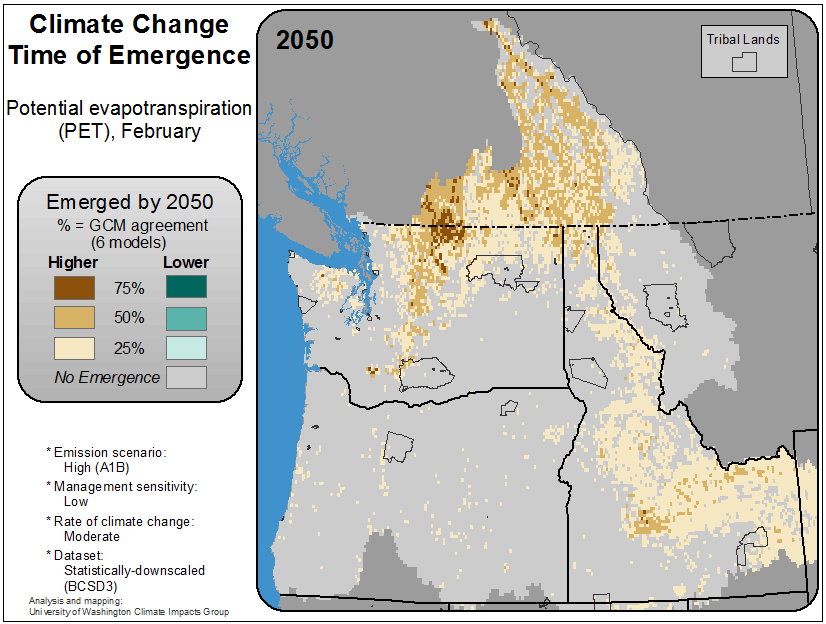 Climate Change
Time of Emergence
Potential evapotranspiration
(PET), February
Emerged by 2050
% = GCM agreement
(6 models)
Higher Lower
75%
50%
25%
No Emergence
* Emission scenario:
High (A1B)
* Management sensitivity:
Low
* Rate of climate change:
Moderate
* Dataset:
Statistically-downscaled
(BCSD3)
Analysis and mapping:
University of Washington Climate Impacts Group
2050
Tribal Lands